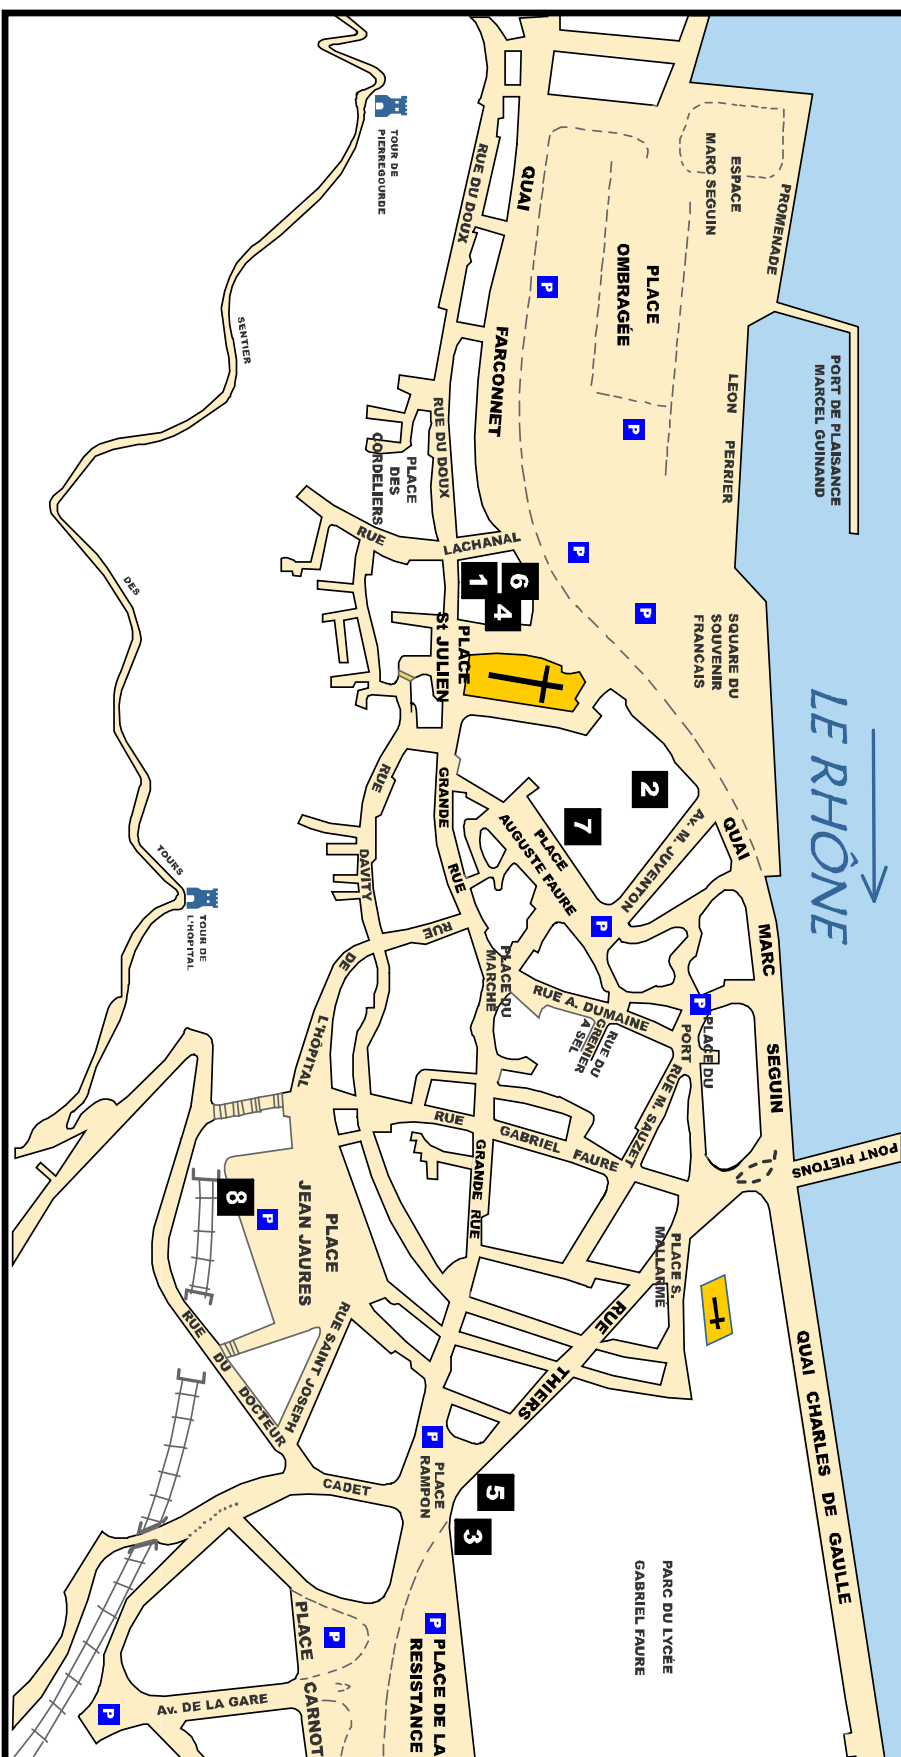 TOUR DE
PIERREGOURDE
RUE DU DOUX
QUAI
FARCONNET
ESPACE
MARC SEGUIN
PROMENADE
LEON PERRIER
PLACE
OMBRAGÉE
P
P
P
P
PORT DE PLAISANCE
MARCEL GUINAND
SENTIER
DES
TOURS
RUE DU DOUX
PLACE
DES
CORDELIERS
RUE
LACHANAL
1
6
4
PLACE
St JULIEN
SQUARE DU
SOUVENIR
FRANCAIS
LE RHÔNE
2
7
QUAI
MARC
SEGUIN
Av. M. JUVENTON
PLACE
AUGUSTE FAURE
P
GRANDE
RUE
RUE
DAVITY
TOUR DE
L'HOPITAL
RUE
DE
L'HÔPITAL
PLACE DU
MARCHÉ
RUE A. DUMAINE
RUE DU
GRENIER
A SEL
P
PLACE DU
PORT
RUE M. SAUZET
RUE
GABRIEL FAURE
GRANDE RUE
PONT PIETONS
8
P
PLACE
JEAN JAURES
PLACE S.
MALLARMÉ
RUE
THIERS
QUAI CHARLES DE GAULLE
RUE SAINT JOSEPH
RUE
DU
DOCTEUR
CADET
P
PLACE
RAMPON
5
3
PARC DU LYCÉE
GABRIEL FAURE
P
PLACE DE LA
RESISTANCE
P
PLACE
CARNOT
Av. DE LA GARE
P